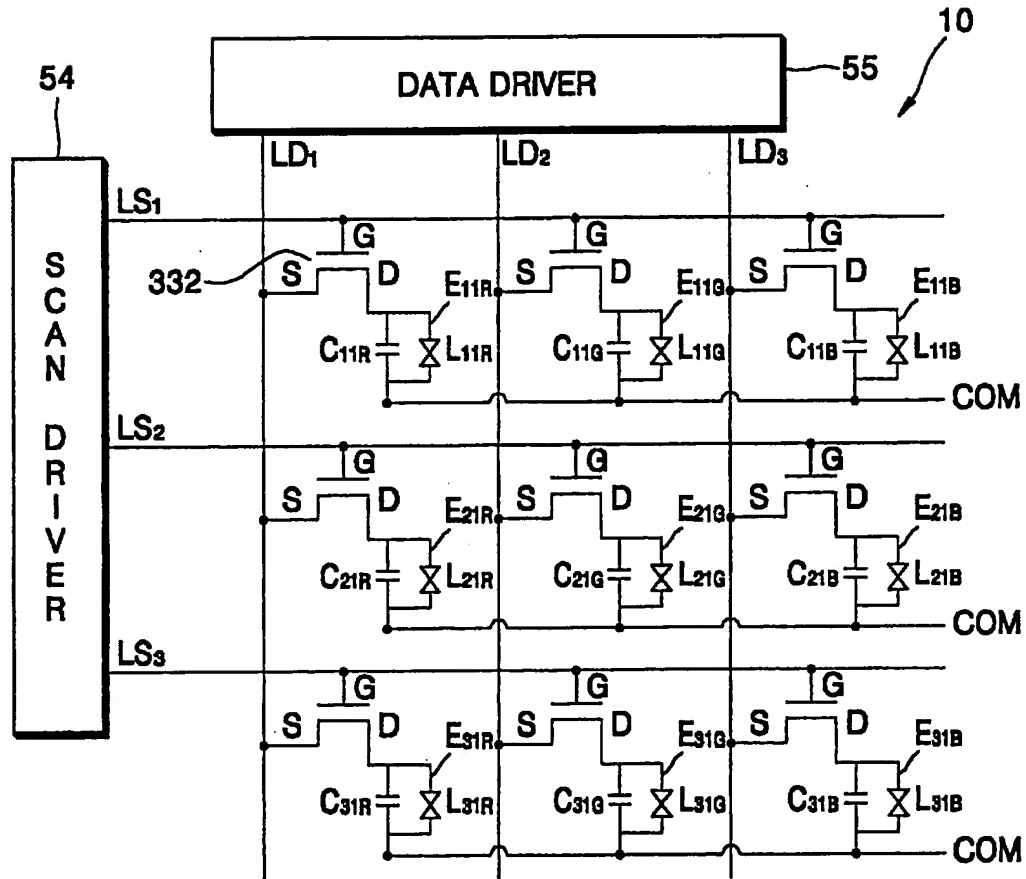 10
54
DATA DRIVER
55
LD₁ LD₂ LD₃
SCAN DRIVER
LS₁
G G G
332 S D S D S D
E₁₁R E₁₁G E₁₁B
C₁₁R L₁₁R C₁₁G L₁₁G C₁₁B L₁₁B
COM
LS₂
G G G
S D S D S D
E₂₁R E₂₁G E₂₁B
C₂₁R L₂₁R C₂₁G L₂₁G C₂₁B L₂₁B
COM
LS₃
G G G
S D S D S D
E₃₁R E₃₁G E₃₁B
C₃₁R L₃₁R C₃₁G L₃₁G C₃₁B L₃₁B
COM